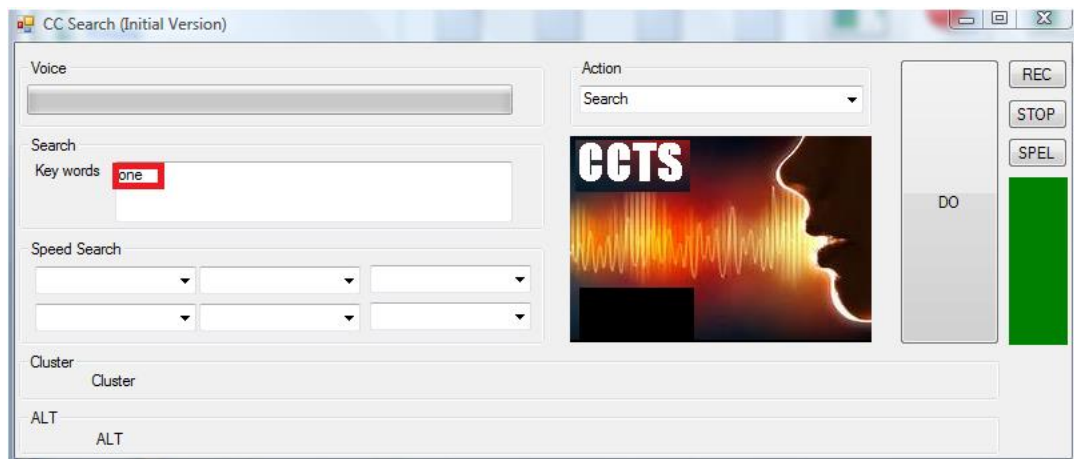 CC Search (Initial Version)
Voice
Action
Search
REC
STOP
SPEL
Search
Key words
one
CCTS
DO
Speed Search
Cluster
Cluster
ALT
ALT